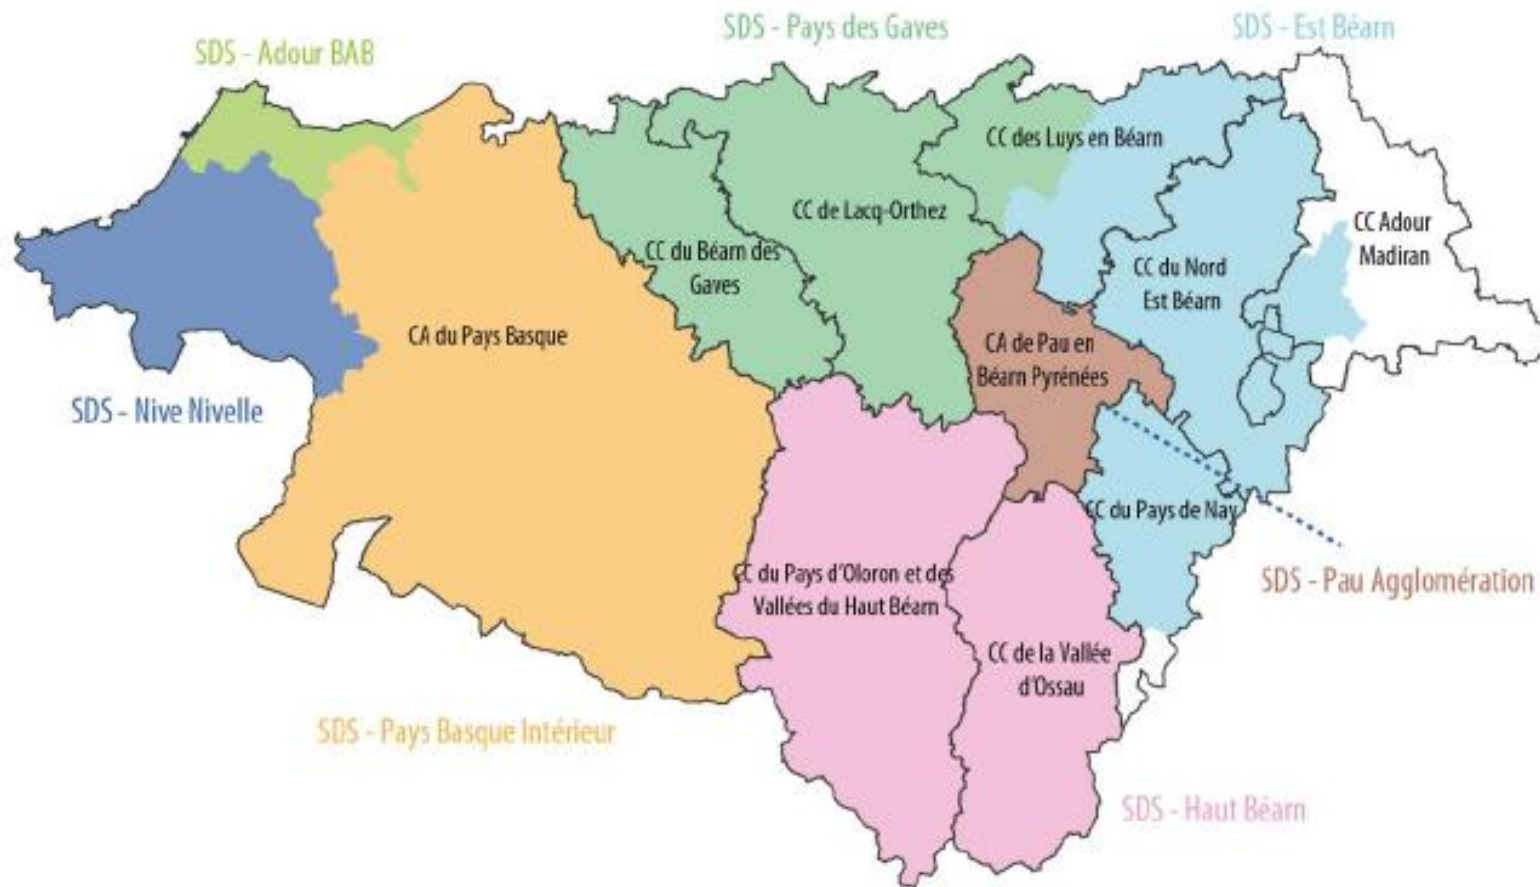 SDS - Pays des Gaves
SDS - Est Béarn
SDS - Adour BAB
CC des Luys en Béarn
CC de Lacq-Orthez
CC Adour
Madiran
CC du Béarn des
Gaves
CC du Nord
Est Béarn
CA du Pays Basque
CA de Pau en
Béarn Pyrénées
SDS - Nive Nivelle
CC du Pays de Nay
CC du Pays d'Oloron et des
Vallées du Haut Béarn
SDS - Pau Agglomération
CC de la Vallée
d'Ossau
SDS - Pays Basque Intérieur
SDS - Haut Béarn